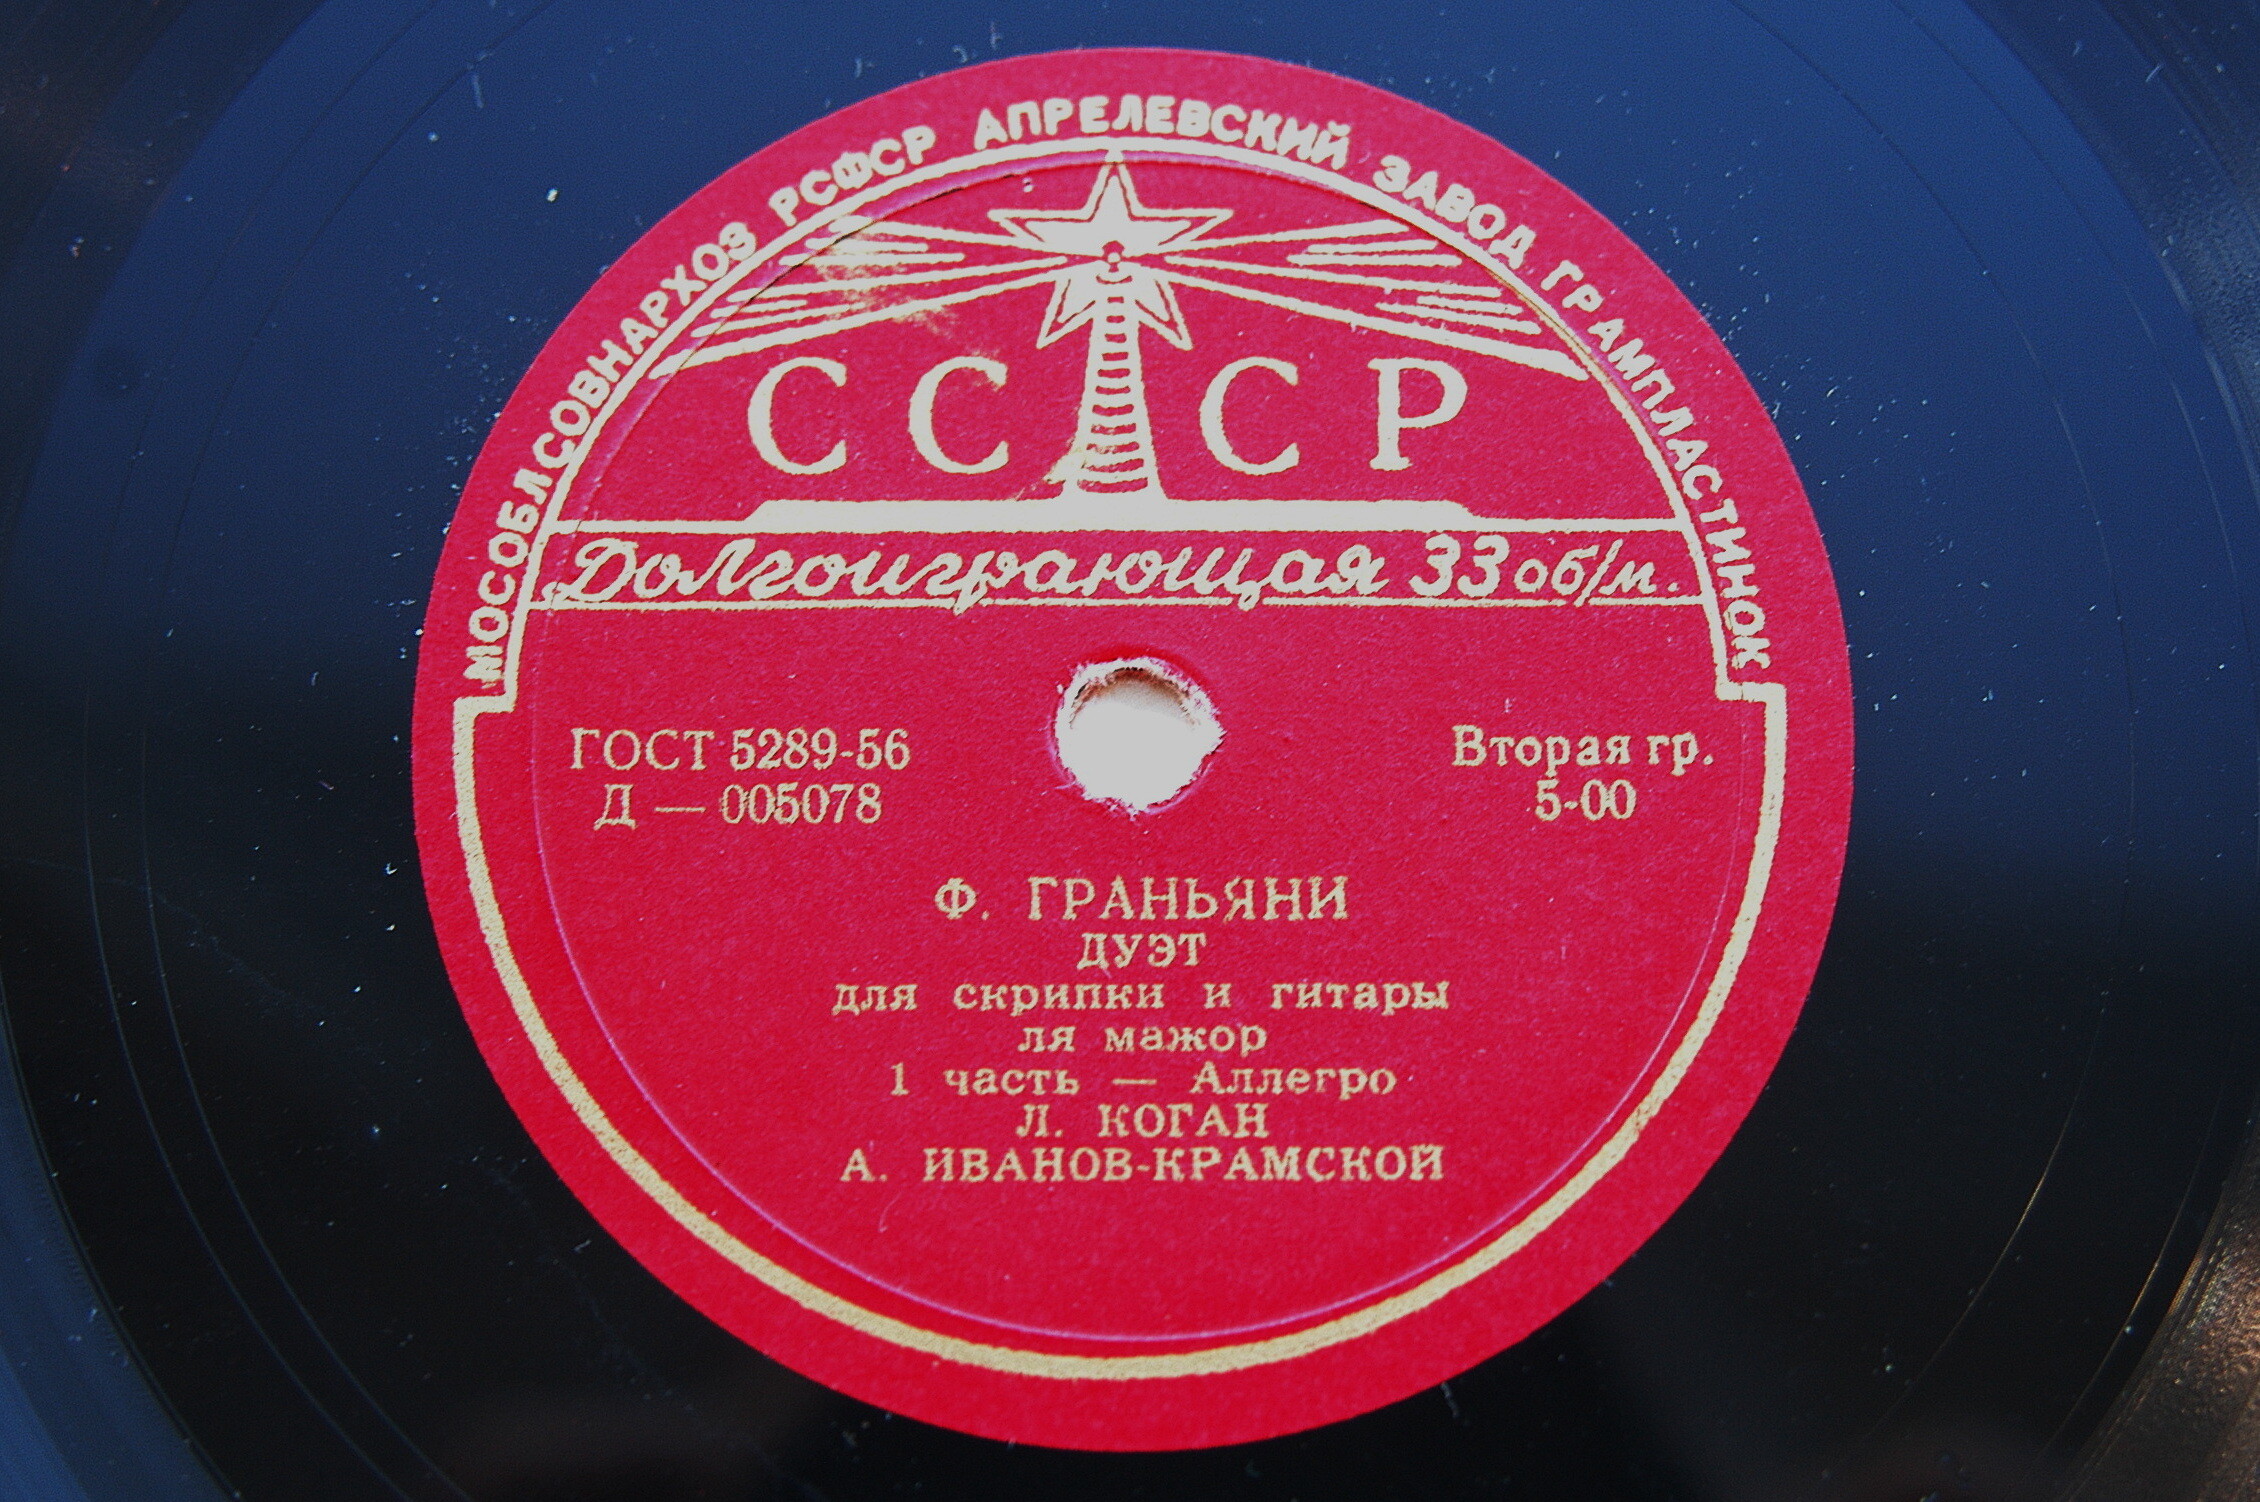 МОСОБЛСОВНАРХОЗ РСФСР АПРЕЛЕВСКИЙ ЗАВОД ГРАМПЛАСТИНОК
СССР
Долгоиграющая 33 об/м.
ГОСТ 5289-56
Д — 005078
Вторая гр.
5-00
Ф. ГРАНЬЯНИ
ДУЭТ
для скрипки и гитары
ля мажор
1 часть — Аллегро
Л. КОГАН
А. ИВАНОВ-КРАМСКОЙ